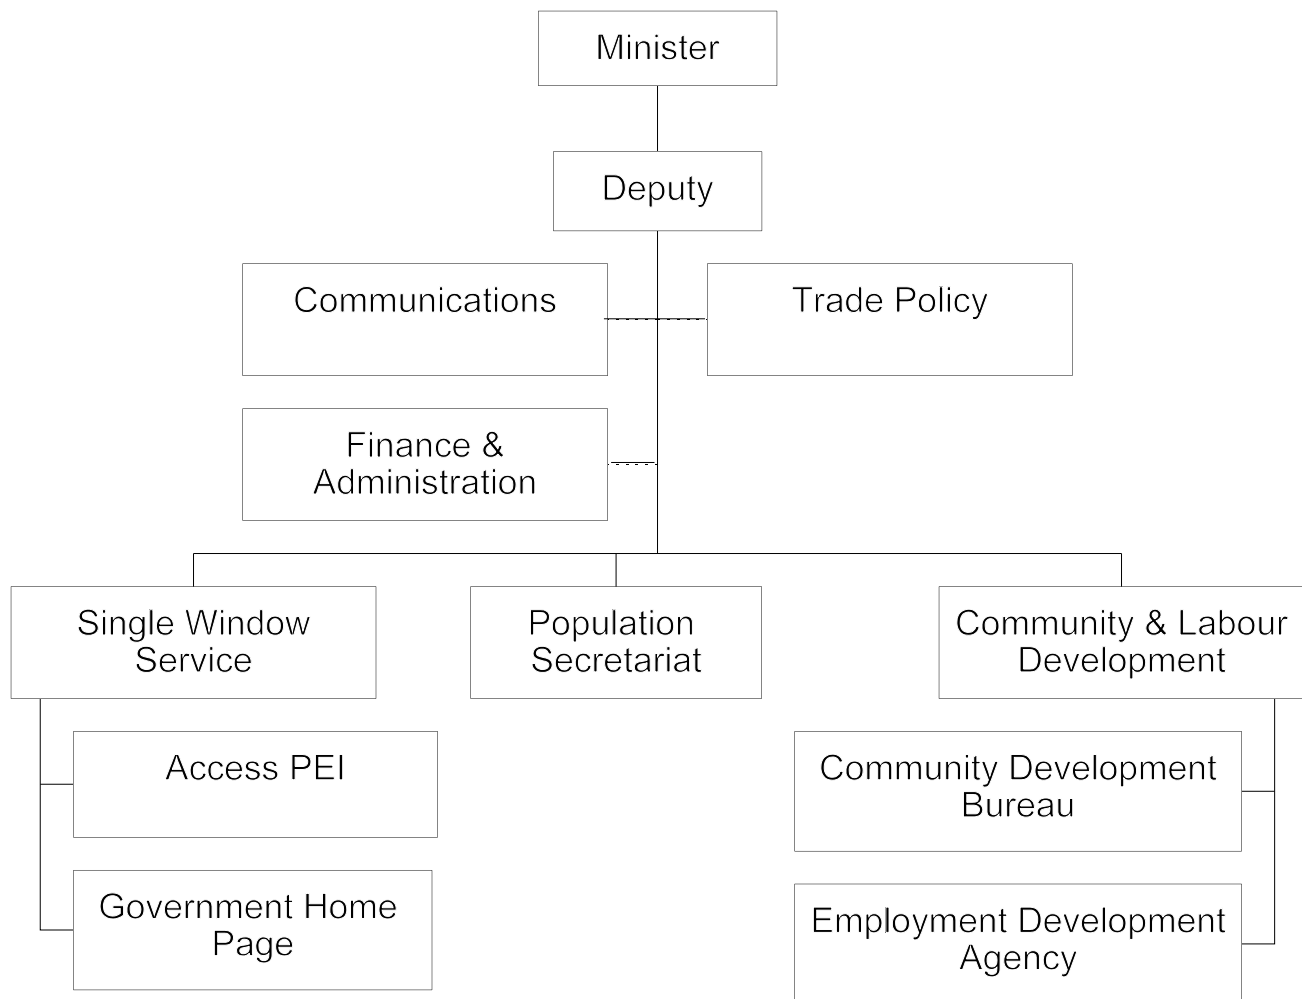 Minister
Deputy
Communications
Trade Policy
Finance &
Administration
Single Window
Service
Population
Secretariat
Community & Labour
Development
Access PEI
Community Development
Bureau
Government Home
Page
Employment Development
Agency